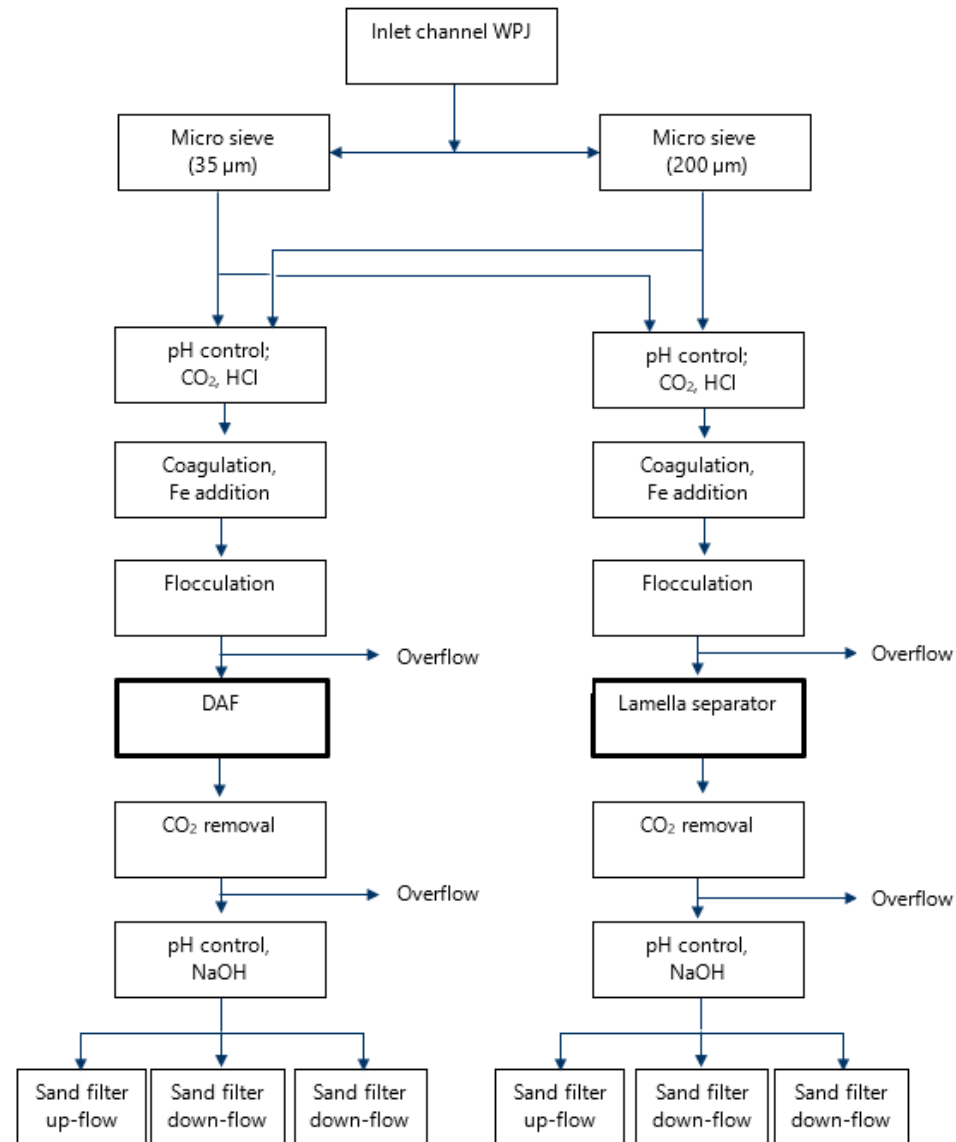 Inlet channel WPJ
Micro sieve
(35 µm)
Micro sieve
(200 µm)
pH control;
CO₂, HCl
pH control;
CO₂, HCl
Coagulation,
Fe addition
Coagulation,
Fe addition
Flocculation
Flocculation
Overflow
Overflow
DAF
Lamella separator
CO₂ removal
CO₂ removal
Overflow
Overflow
pH control,
NaOH
pH control,
NaOH
Sand filter
up-flow
Sand filter
down-flow
Sand filter
down-flow
Sand filter
up-flow
Sand filter
down-flow
Sand filter
down-flow